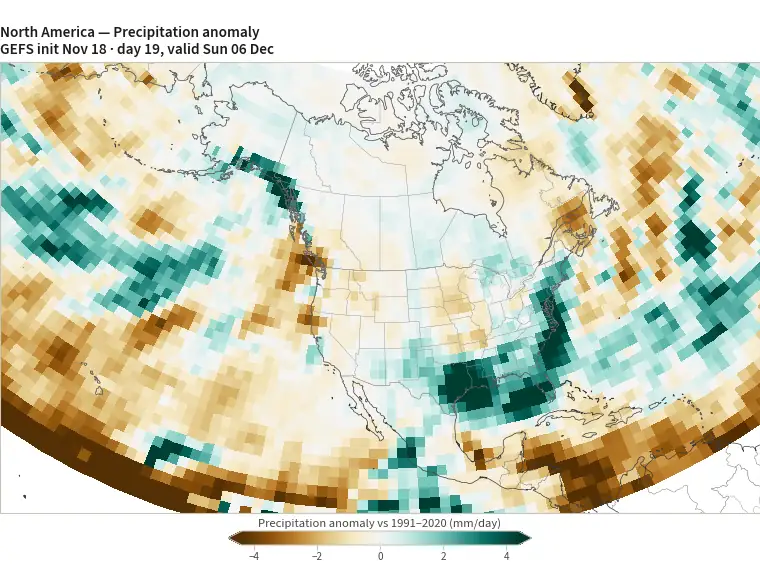 North America — Precipitation anomaly
GEFS init Nov 18 · day 19, valid Sun 06 Dec
Precipitation anomaly vs 1991–2020 (mm/day)
−4 −2 0 2 4